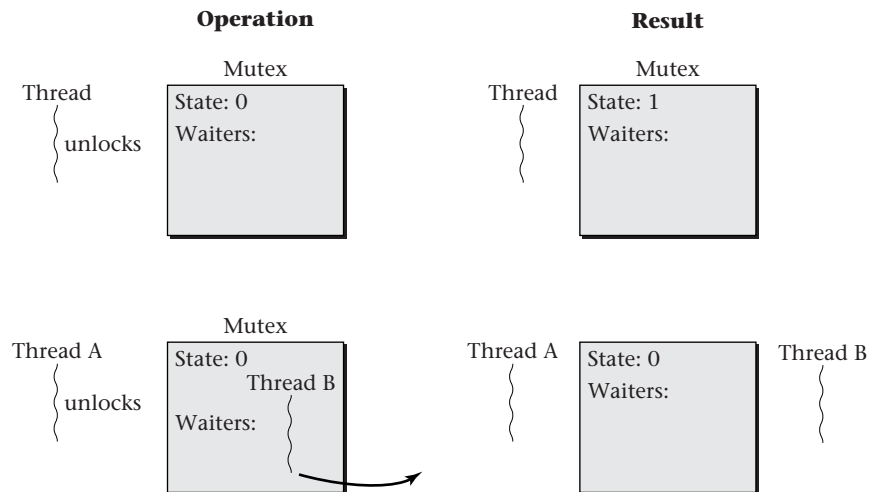 Operation
Result
Mutex
Mutex
Thread
State: 0
Thread
State: 1
unlocks
Waiters:
Waiters:
Mutex
Mutex
Thread A
State: 0
Thread A
State: 0
Thread B
Thread B
unlocks
Waiters:
Waiters: